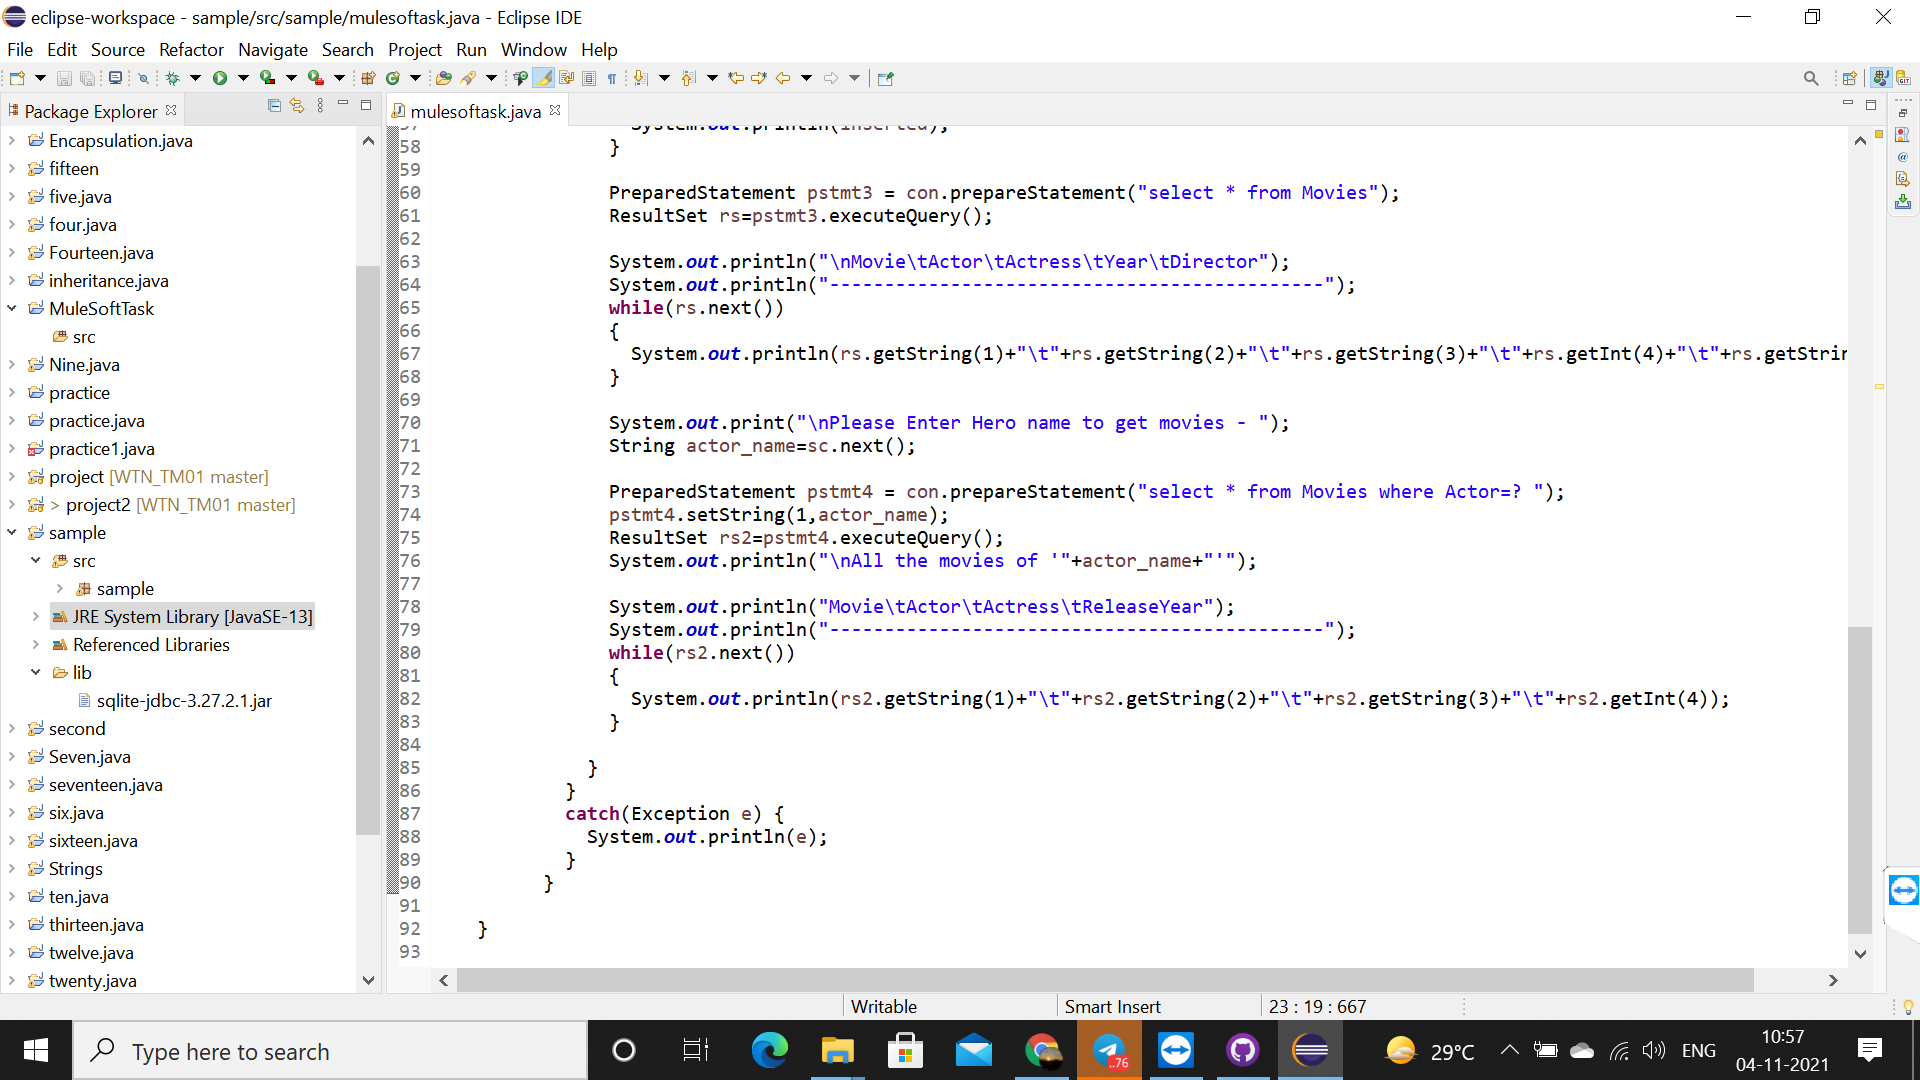 eclipse-workspace - sample/src/sample/mulesoftask.java - Eclipse IDE
File Edit Source Refactor Navigate Search Project Run Window Help
Package Explorer
mulesoftask.java
Encapsulation.java
fifteen
five.java
four.java
Fourteen.java
inheritance.java
MuleSoftTask
src
Nine.java
practice
practice.java
practice1.java
project [WTN_TM01 master]
> project2 [WTN_TM01 master]
sample
src
sample
JRE System Library [JavaSE-13]
Referenced Libraries
lib
sqlite-jdbc-3.27.2.1.jar
second
Seven.java
seventeen.java
six.java
sixteen.java
Strings
ten.java
thirteen.java
twelve.java
twenty.java
57 System.out.println(inserted);
58 }
59
60 PreparedStatement pstmt3 = con.prepareStatement("select * from Movies");
61 ResultSet rs=pstmt3.executeQuery();
62
63 System.out.println("\nMovie\tActor\tActress\tYear\tDirector");
64 System.out.println("---------------------------------------------");
65 while(rs.next())
66 {
67 System.out.println(rs.getString(1)+"\t"+rs.getString(2)+"\t"+rs.getString(3)+"\t"+rs.getInt(4)+"\t"+rs.getStrin
68 }
69
70 System.out.print("\nPlease Enter Hero name to get movies - ");
71 String actor_name=sc.next();
72
73 PreparedStatement pstmt4 = con.prepareStatement("select * from Movies where Actor=? ");
74 pstmt4.setString(1,actor_name);
75 ResultSet rs2=pstmt4.executeQuery();
76 System.out.println("\nAll the movies of '"+actor_name+"'");
77
78 System.out.println("Movie\tActor\tActress\tReleaseYear");
79 System.out.println("---------------------------------------------");
80 while(rs2.next())
81 {
82 System.out.println(rs2.getString(1)+"\t"+rs2.getString(2)+"\t"+rs2.getString(3)+"\t"+rs2.getInt(4));
83 }
84
85 }
86 }
87 catch(Exception e) {
88 System.out.println(e);
89 }
90 }
91
92 }
93
Writable Smart Insert 23 : 19 : 667
Type here to search
..76
29°C
ENG
10:57
04-11-2021